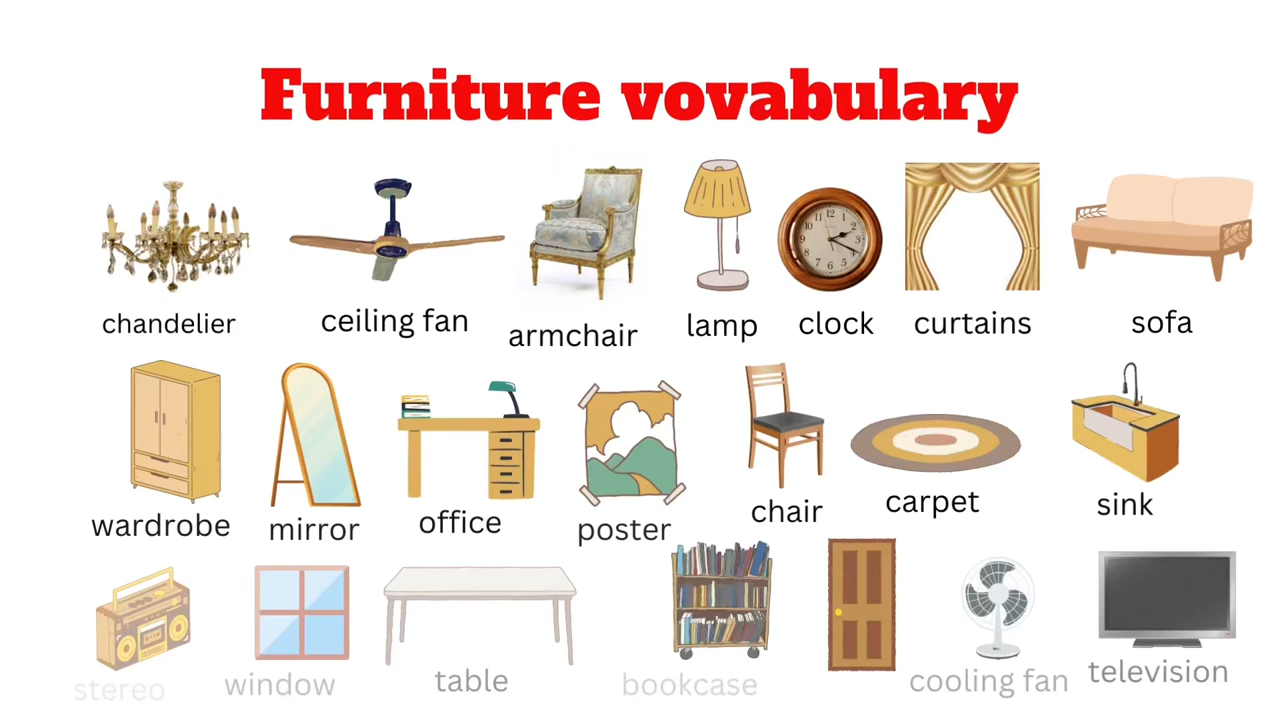 Furniture vovabulary
chandelier
ceiling fan
armchair
lamp
clock
curtains
sofa
wardrobe
mirror
office
poster
chair
carpet
sink
stereo
window
table
bookcase
cooling fan
television